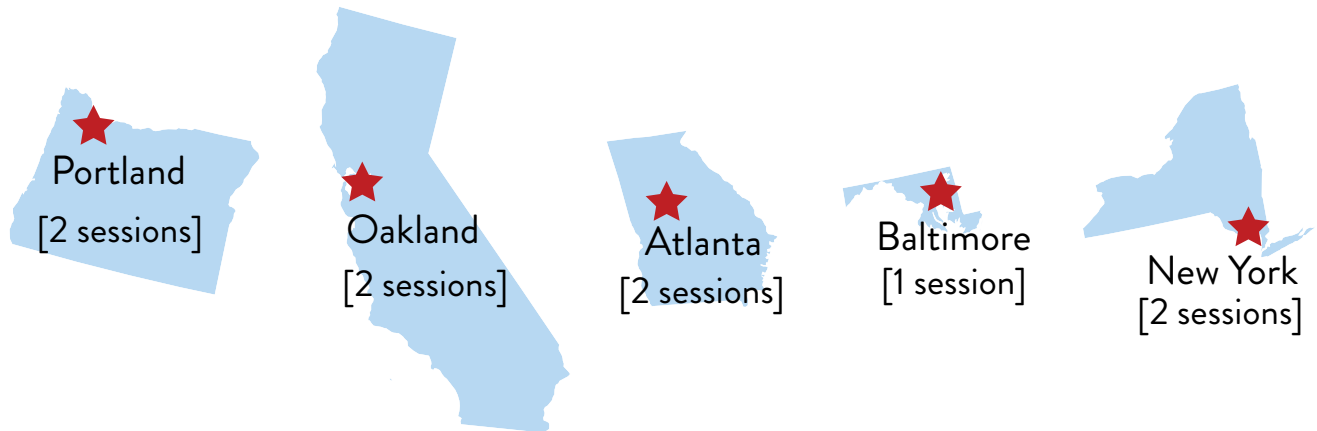 Portland
[2 sessions]
Oakland
[2 sessions]
Atlanta
[2 sessions]
Baltimore
[1 session]
New York
[2 sessions]